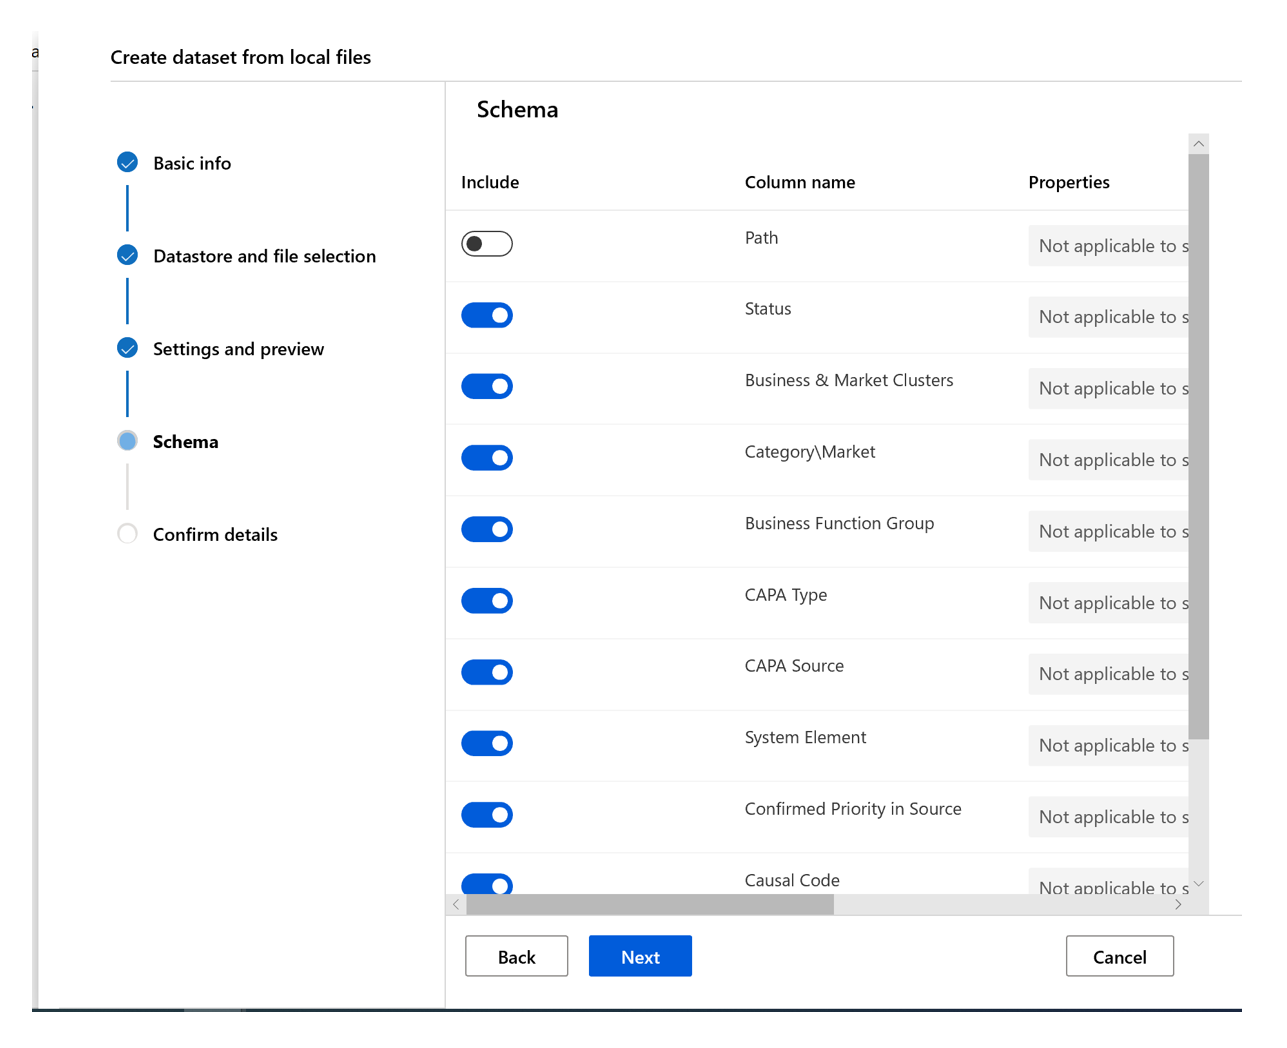 Create dataset from local files
Basic info
Datastore and file selection
Settings and preview
Schema
Confirm details
Schema
Include Column name Properties
Path Not applicable to s
Status Not applicable to s
Business & Market Clusters Not applicable to s
Category\Market Not applicable to s
Business Function Group Not applicable to s
CAPA Type Not applicable to s
CAPA Source Not applicable to s
System Element Not applicable to s
Confirmed Priority in Source Not applicable to s
Causal Code Not applicable to s
Back Next Cancel